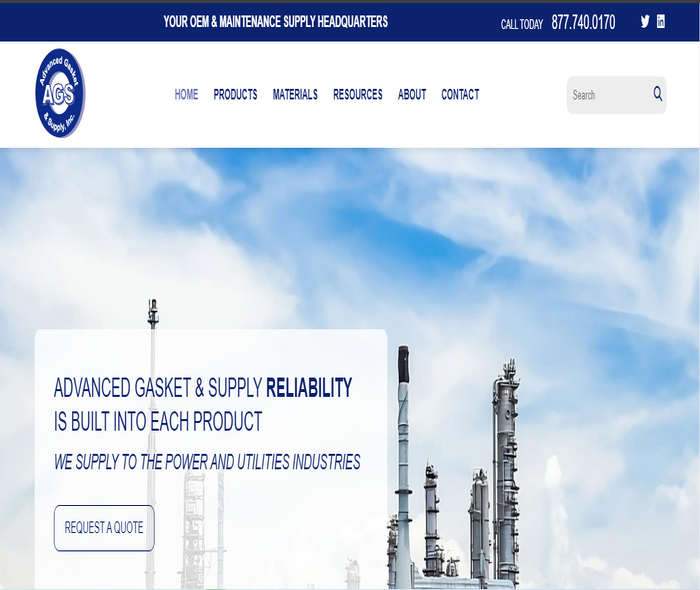 YOUR OEM & MAINTENANCE SUPPLY HEADQUARTERS
CALL TODAY 877.740.0170
Advanced Gasket
AGS
& Supply, Inc.
HOME PRODUCTS MATERIALS RESOURCES ABOUT CONTACT
Search
ADVANCED GASKET & SUPPLY RELIABILITY
IS BUILT INTO EACH PRODUCT
WE SUPPLY TO THE POWER AND UTILITIES INDUSTRIES
REQUEST A QUOTE